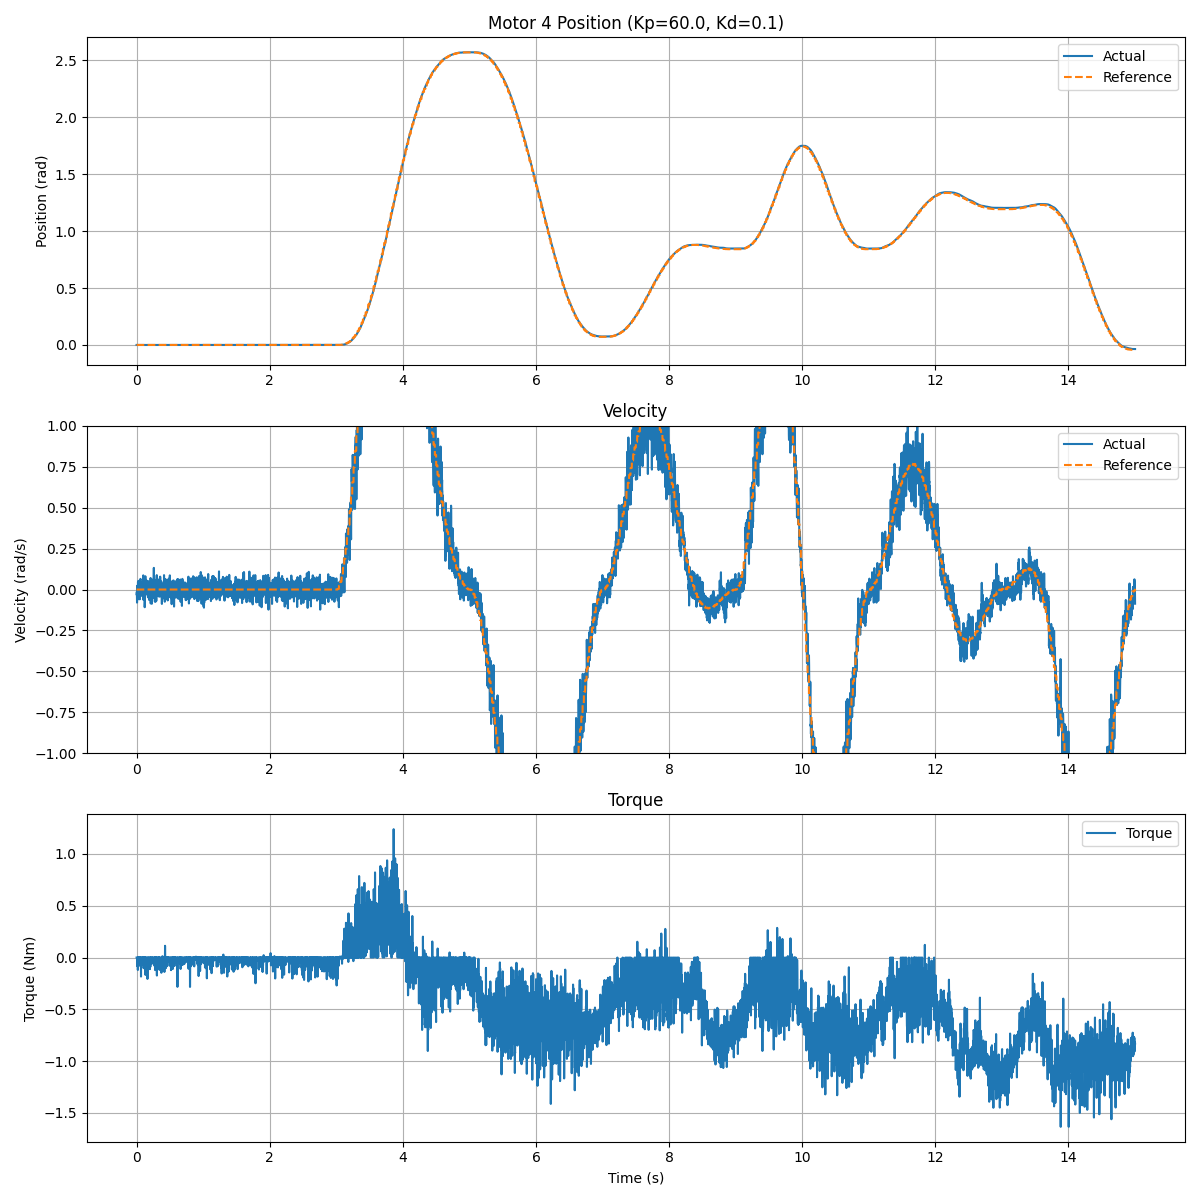 Motor 4 Position (Kp=60.0, Kd=0.1)
Position (rad)
2.5
2.0
1.5
1.0
0.5
0.0
Actual
Reference
0 2 4 6 8 10 12 14
Velocity
Velocity (rad/s)
1.00
0.75
0.50
0.25
0.00
−0.25
−0.50
−0.75
−1.00
Actual
Reference
0 2 4 6 8 10 12 14
Torque
Torque (Nm)
1.0
0.5
0.0
−0.5
−1.0
−1.5
Torque
0 2 4 6 8 10 12 14
Time (s)